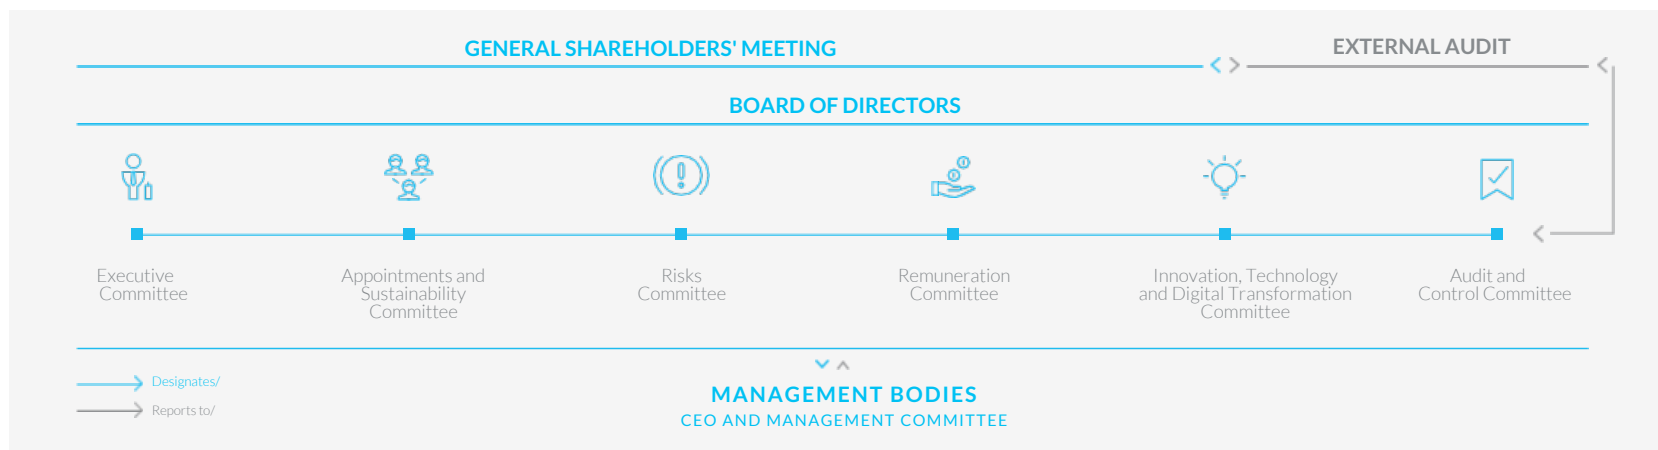 GENERAL SHAREHOLDERS' MEETING
EXTERNAL AUDIT
BOARD OF DIRECTORS
Executive
Committee
Appointments and
Sustainability
Committee
Risks
Committee
Remuneration
Committee
Innovation, Technology
and Digital Transformation
Committee
Audit and
Control Committee
Designates/
Reports to/
MANAGEMENT BODIES
CEO AND MANAGEMENT COMMITTEE